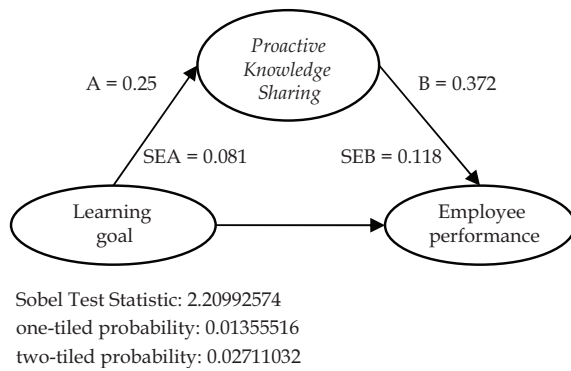 Proactive
Knowledge
Sharing
A = 0.25
B = 0.372
SEA = 0.081
SEB = 0.118
Learning
goal
Employee
performance
Sobel Test Statistic: 2.20992574
one-tiled probability: 0.01355516
two-tiled probability: 0.02711032